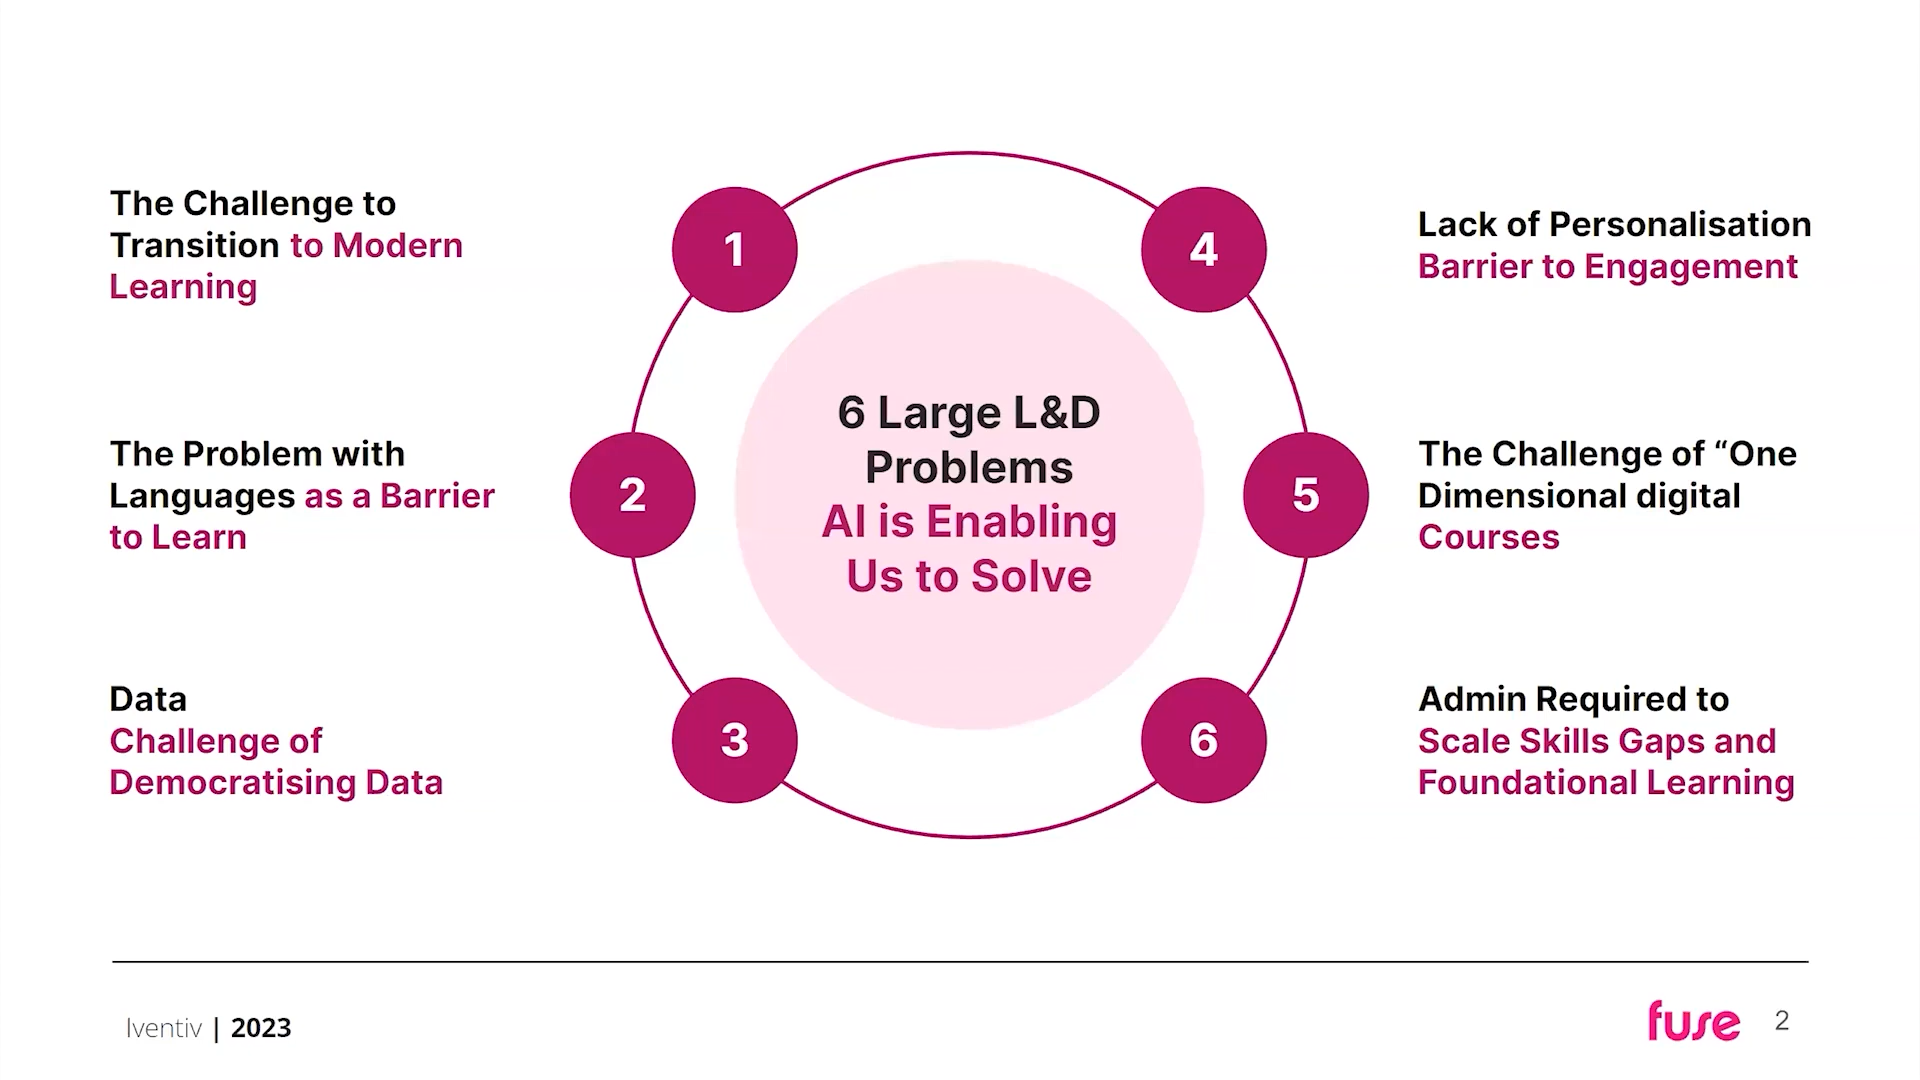 The Challenge to
Transition to Modern
Learning
1
The Problem with
Languages as a Barrier
to Learn
2
Data
Challenge of
Democratising Data
3
6 Large L&D
Problems
AI is Enabling
Us to Solve
4
Lack of Personalisation
Barrier to Engagement
5
The Challenge of “One
Dimensional digital
Courses
6
Admin Required to
Scale Skills Gaps and
Foundational Learning
Iventiv | 2023
fuse 2